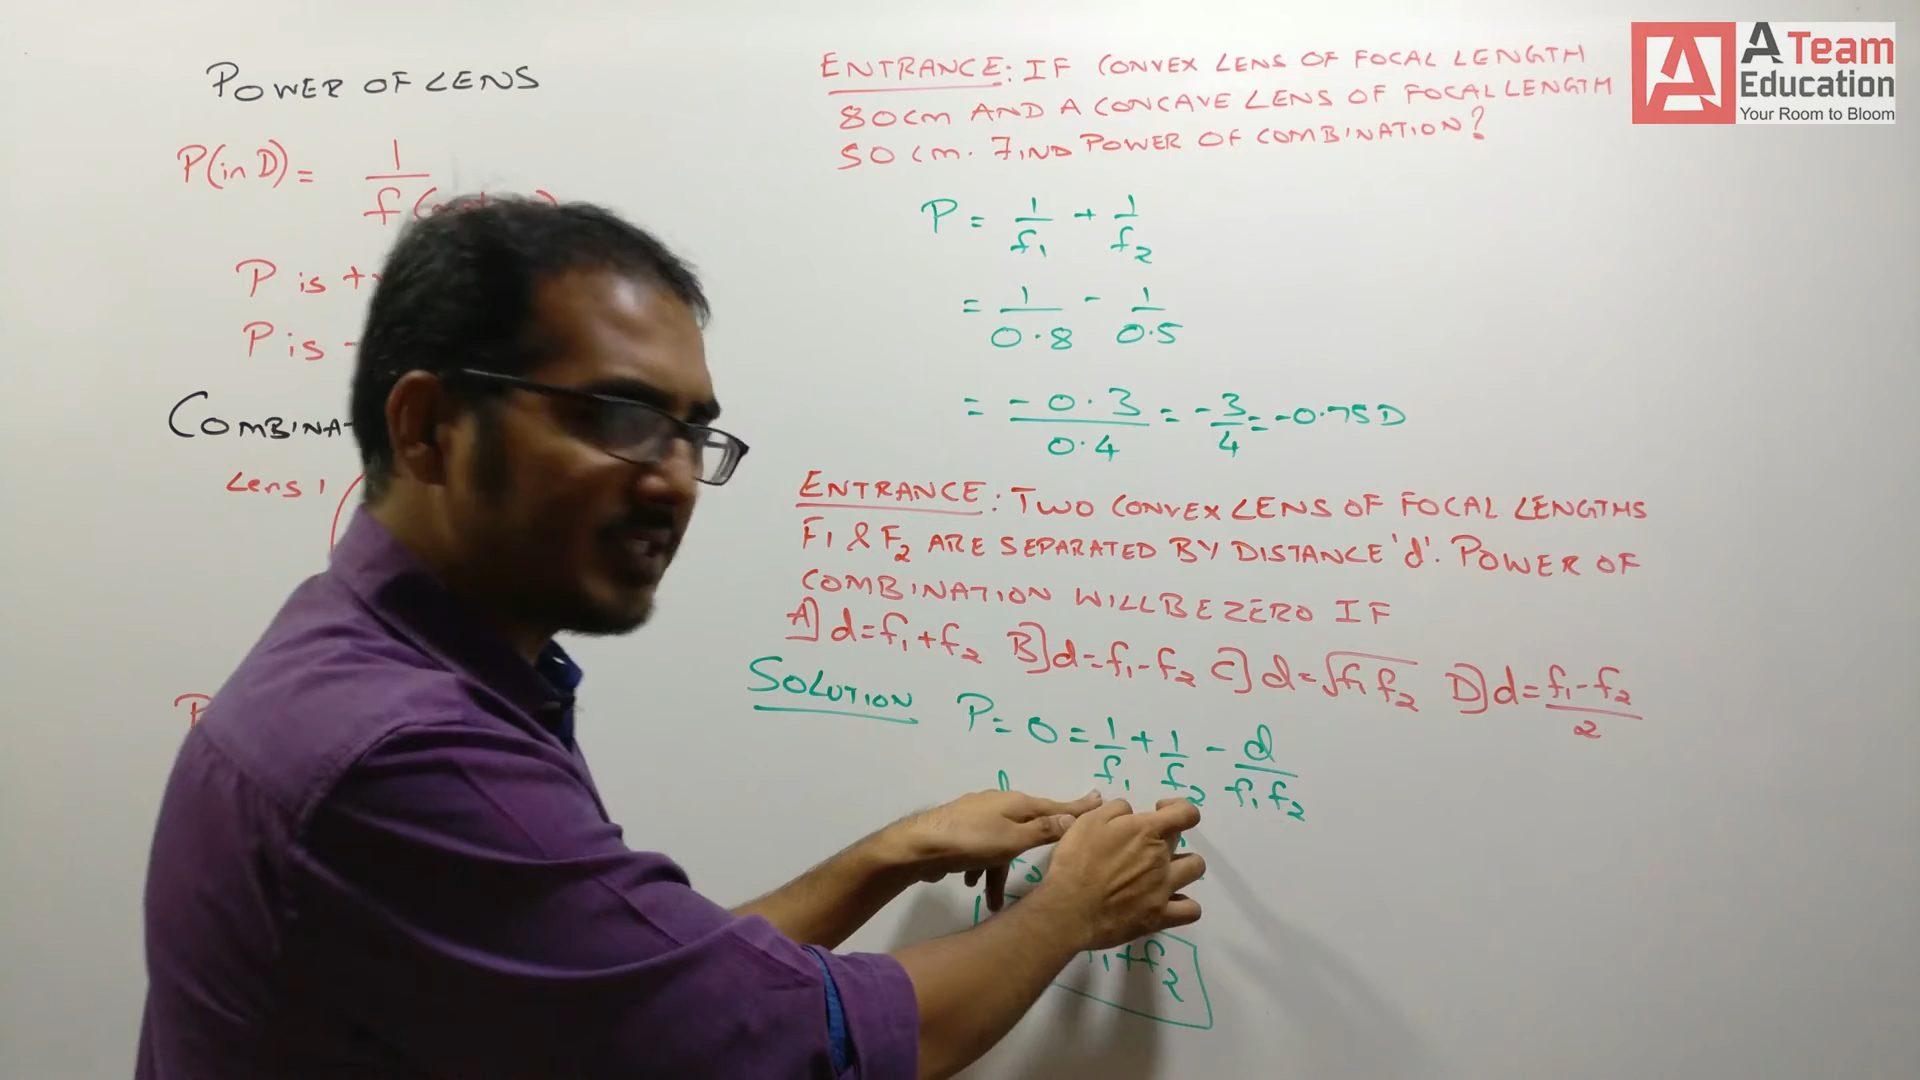 POWER OF LENS
P(in D) = 1/f
P is +
P is -
COMBINA
Lens 1
P
ENTRANCE: IF CONVEX LENS OF FOCAL LENGTH
80cm AND A CONCAVE LENS OF FOCAL LENGTH
50 cm. FIND POWER OF COMBINATION?
P = 1/f₁ + 1/f₂
= 1/0.8 - 1/0.5
= -0.3/0.4 = -3/4 = -0.75D
ENTRANCE: TWO CONVEX LENS OF FOCAL LENGTHS
F₁ & F₂ ARE SEPARATED BY DISTANCE 'd'. POWER OF
COMBINATION WILL BE ZERO IF
A] d=f₁+f₂ B] d=f₁-f₂ C] d=√f₁f₂ D] d=f₁-f₂/2
SOLUTION P=0=1/f₁+1/f₂-d/f₁f₂
f₁+f₂
A Team
Education
Your Room to Bloom